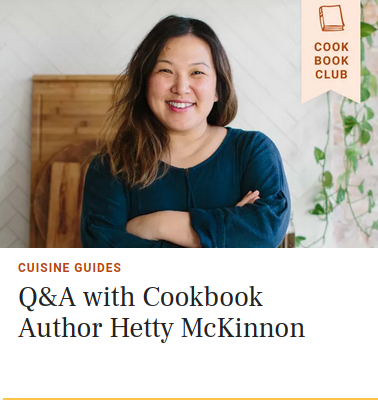 COOK
BOOK
CLUB
CUISINE GUIDES
Q&A with Cookbook
Author Hetty McKinnon